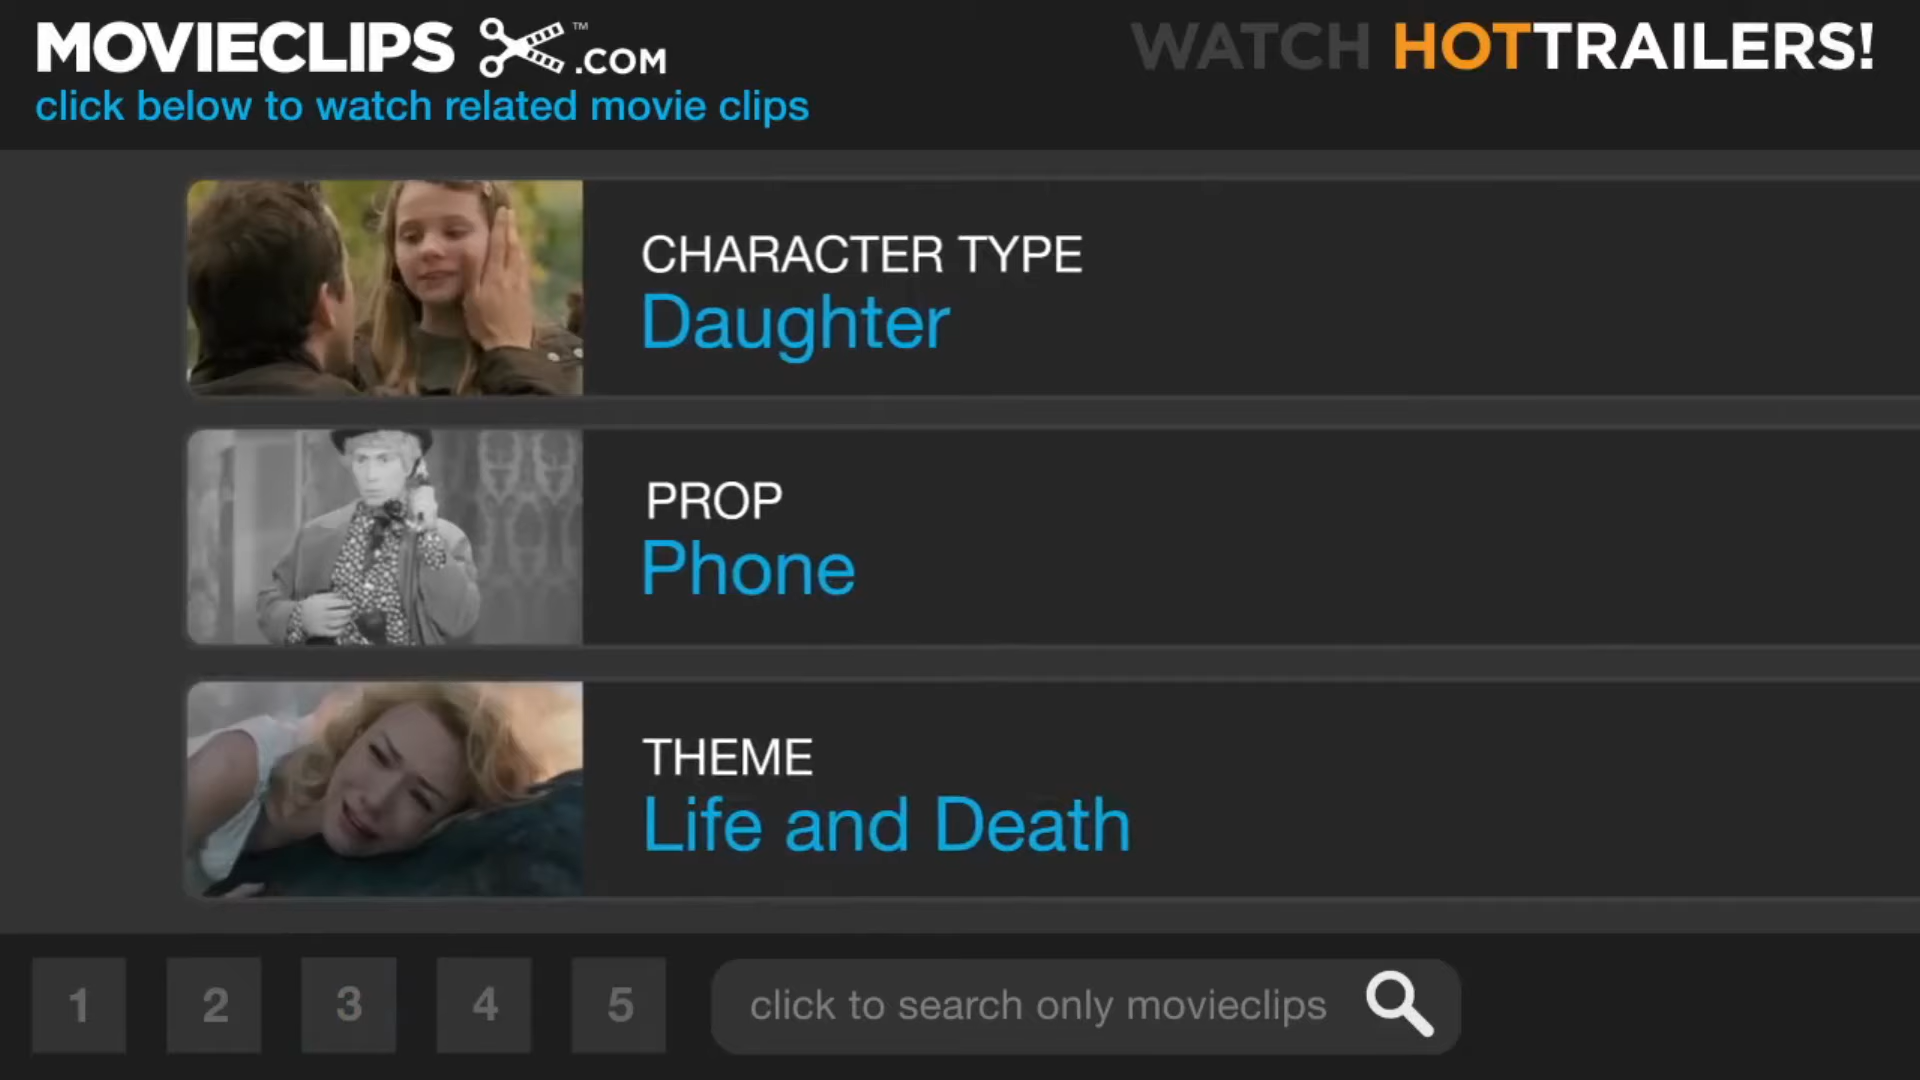 MOVIECLIPS ™ .COM
WATCH HOTTRAILERS!
click below to watch related movie clips
CHARACTER TYPE
Daughter
PROP
Phone
THEME
Life and Death
1 2 3 4 5
click to search only movieclips